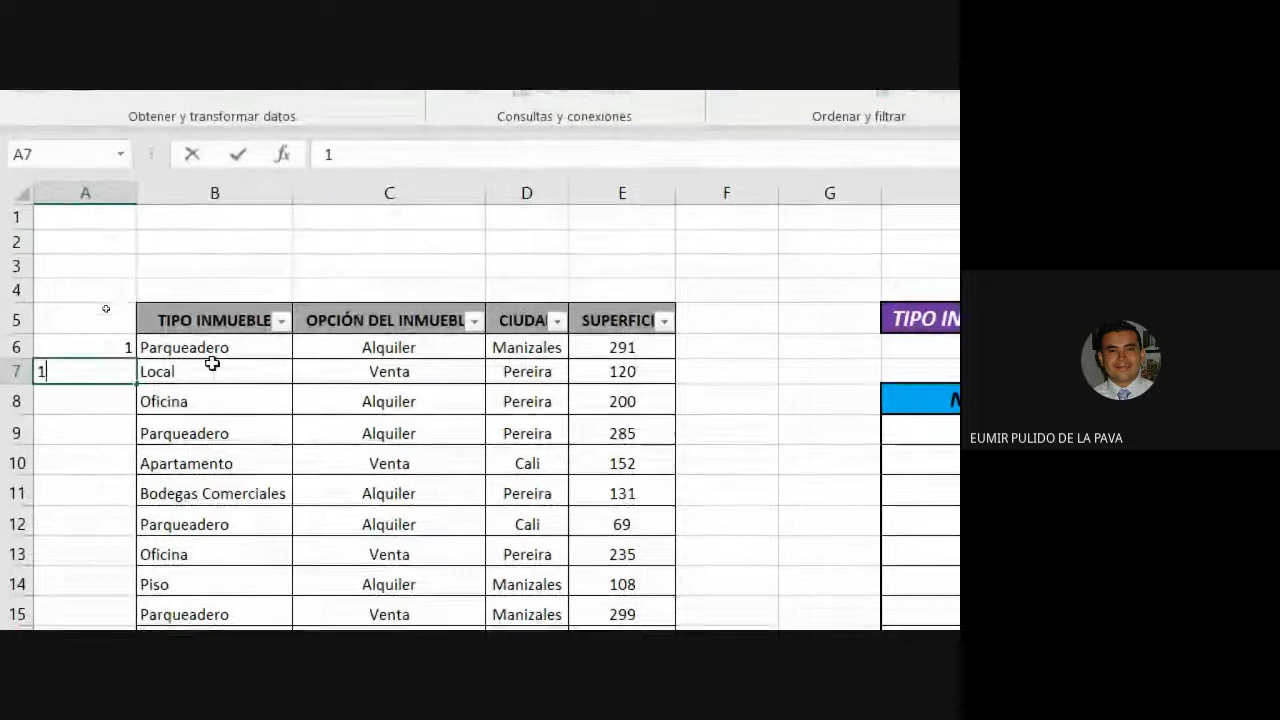 Obtener y transformar datos
Consultas y conexiones
Ordenar y filtrar
A7
fx
1
A B C D E F G
1
2
3
4
5 TIPO INMUEBLE OPCIÓN DEL INMUEBL CIUDA SUPERFICI TIPO IN
6 1 Parqueadero Alquiler Manizales 291
7 1 Local Venta Pereira 120
8 Oficina Alquiler Pereira 200 N
9 Parqueadero Alquiler Pereira 285
10 Apartamento Venta Cali 152
11 Bodegas Comerciales Alquiler Pereira 131
12 Parqueadero Alquiler Cali 69
13 Oficina Venta Pereira 235
14 Piso Alquiler Manizales 108
15 Parqueadero Venta Manizales 299
EUMIR PULIDO DE LA PAVA